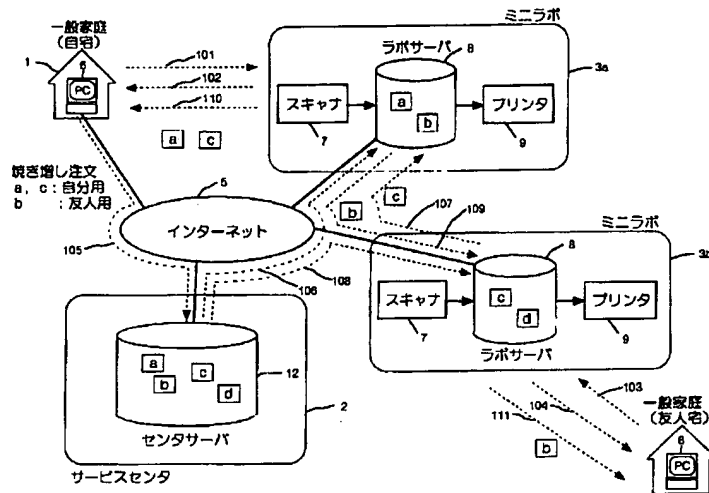 ミニラボ
一般家庭
(自宅)
1
6
PC
101
102
110
a
c
ラボサーバ
8
3a
スキャナ
7
a
b
プリンタ
9
焼き増し注文
a, c : 自分用
b : 友人用
105
5
インターネット
b
c
107
109
106
108
ミニラボ
8
スキャナ
7
c
d
プリンタ
9
ラボサーバ
a
b
c
d
12
2
センタサーバ
サービスセンタ
111
104
103
b
一般家庭
(友人宅)
6
PC